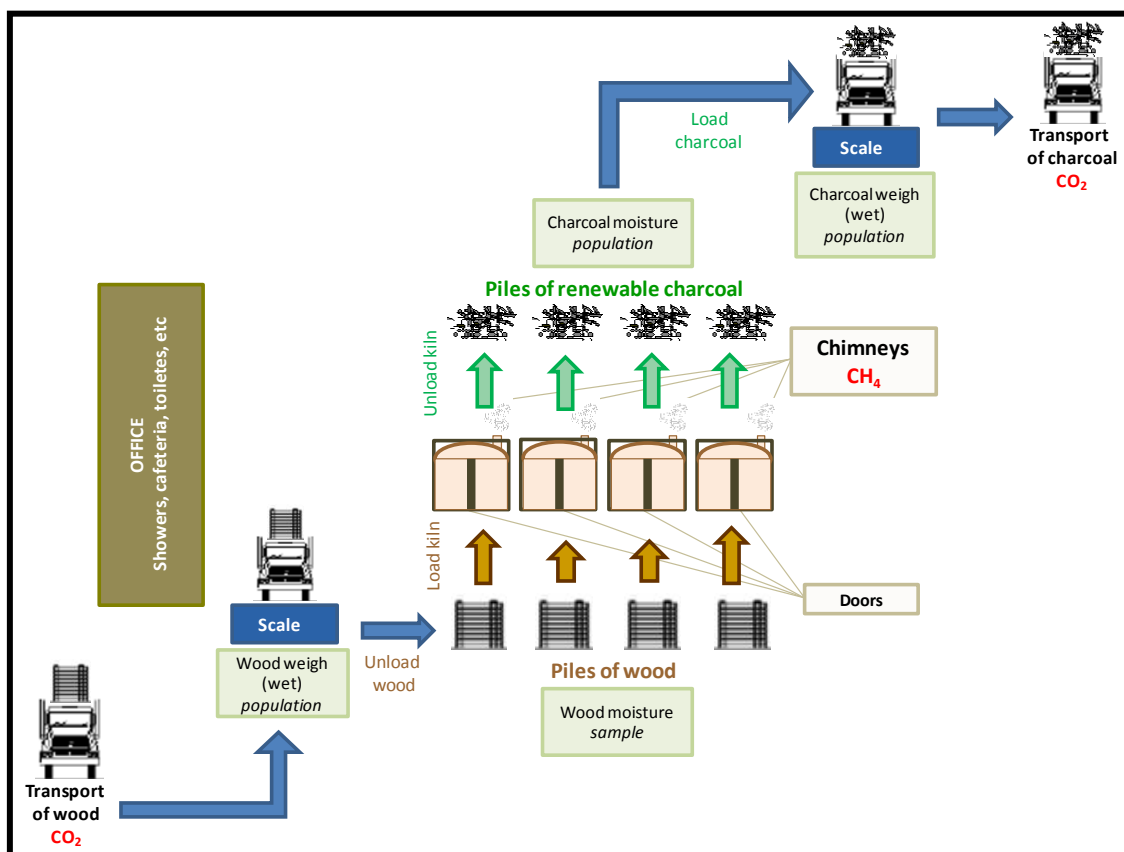 Load
charcoal
Scale
Transport
of charcoal
CO₂
Charcoal weigh
(wet)
population
Charcoal moisture
population
Piles of renewable charcoal
Unload kiln
Chimneys
CH₄
OFFICE
Showers, cafeteria, toiletes, etc
Load kiln
Doors
Scale
Unload
wood
Wood weigh
(wet)
population
Piles of wood
Wood moisture
sample
Transport
of wood
CO₂